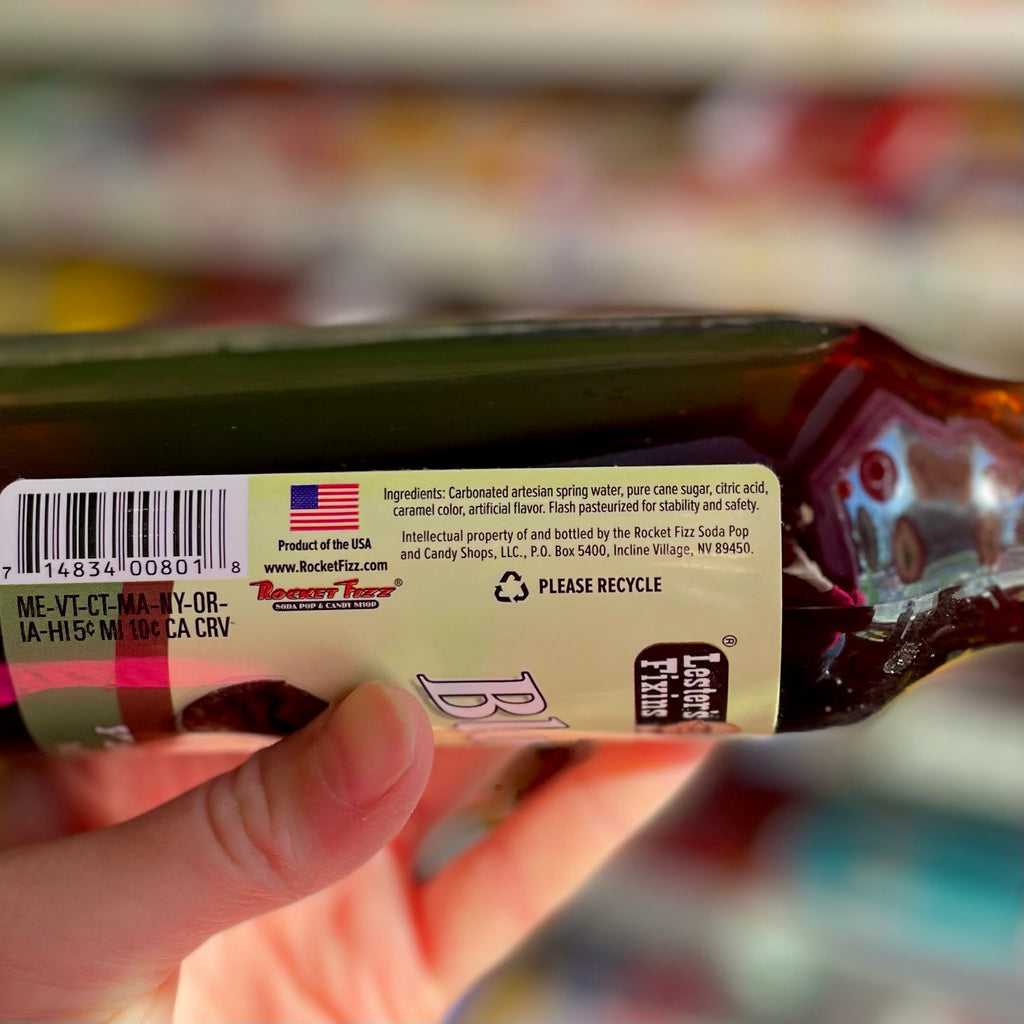 7 14834 00801 8
ME-VT-CT-MA-NY-OR-
IA-HI 5¢ MI 10¢ CA CRV
Product of the USA
www.RocketFizz.com
ROCKET FIZZ®
SODA POP & CANDY SHOP
Ingredients: Carbonated artesian spring water, pure cane sugar, citric acid,
caramel color, artificial flavor. Flash pasteurized for stability and safety.
Intellectual property of and bottled by the Rocket Fizz Soda Pop
and Candy Shops, LLC., P.O. Box 5400, Incline Village, NV 89450.
PLEASE RECYCLE
Lester's
Fixins
®